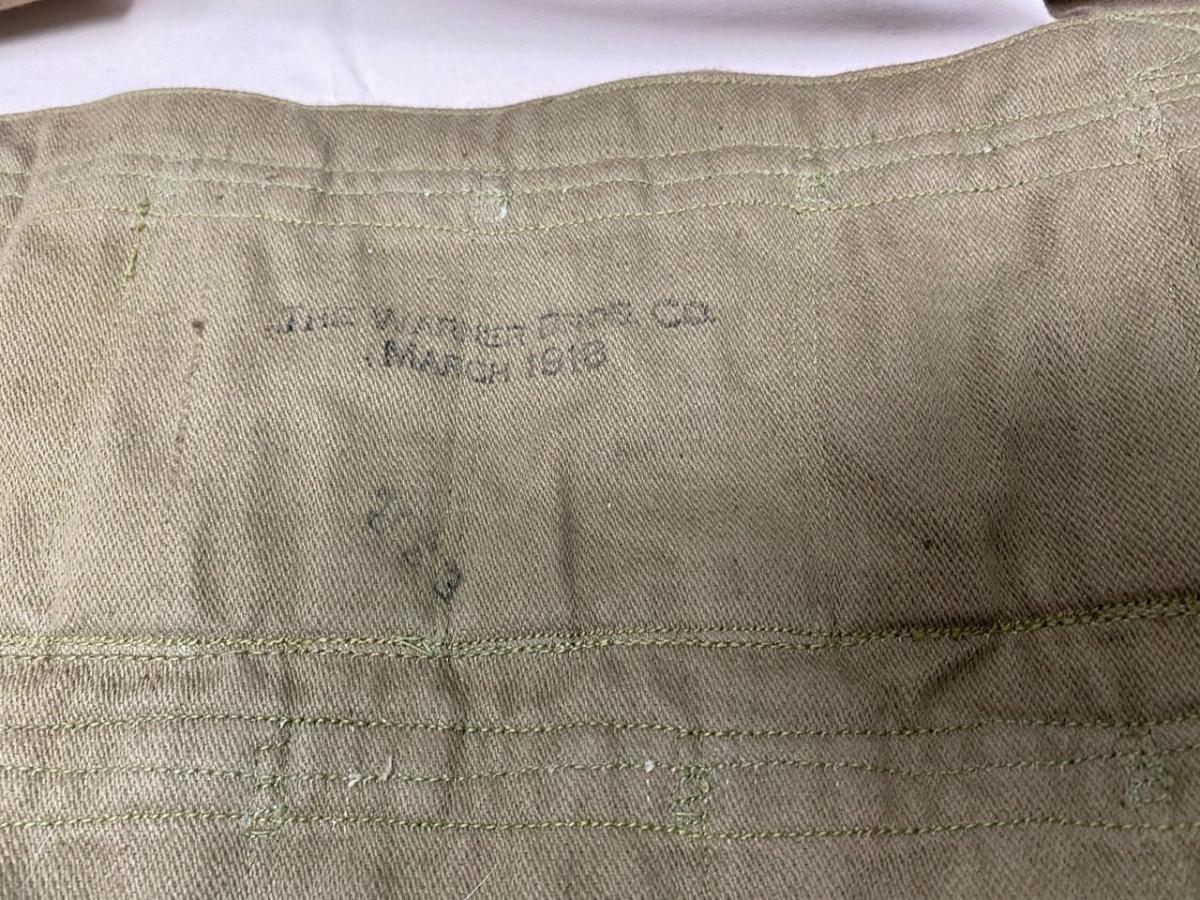 THE WARNER BROS. CO.
MARCH 1918